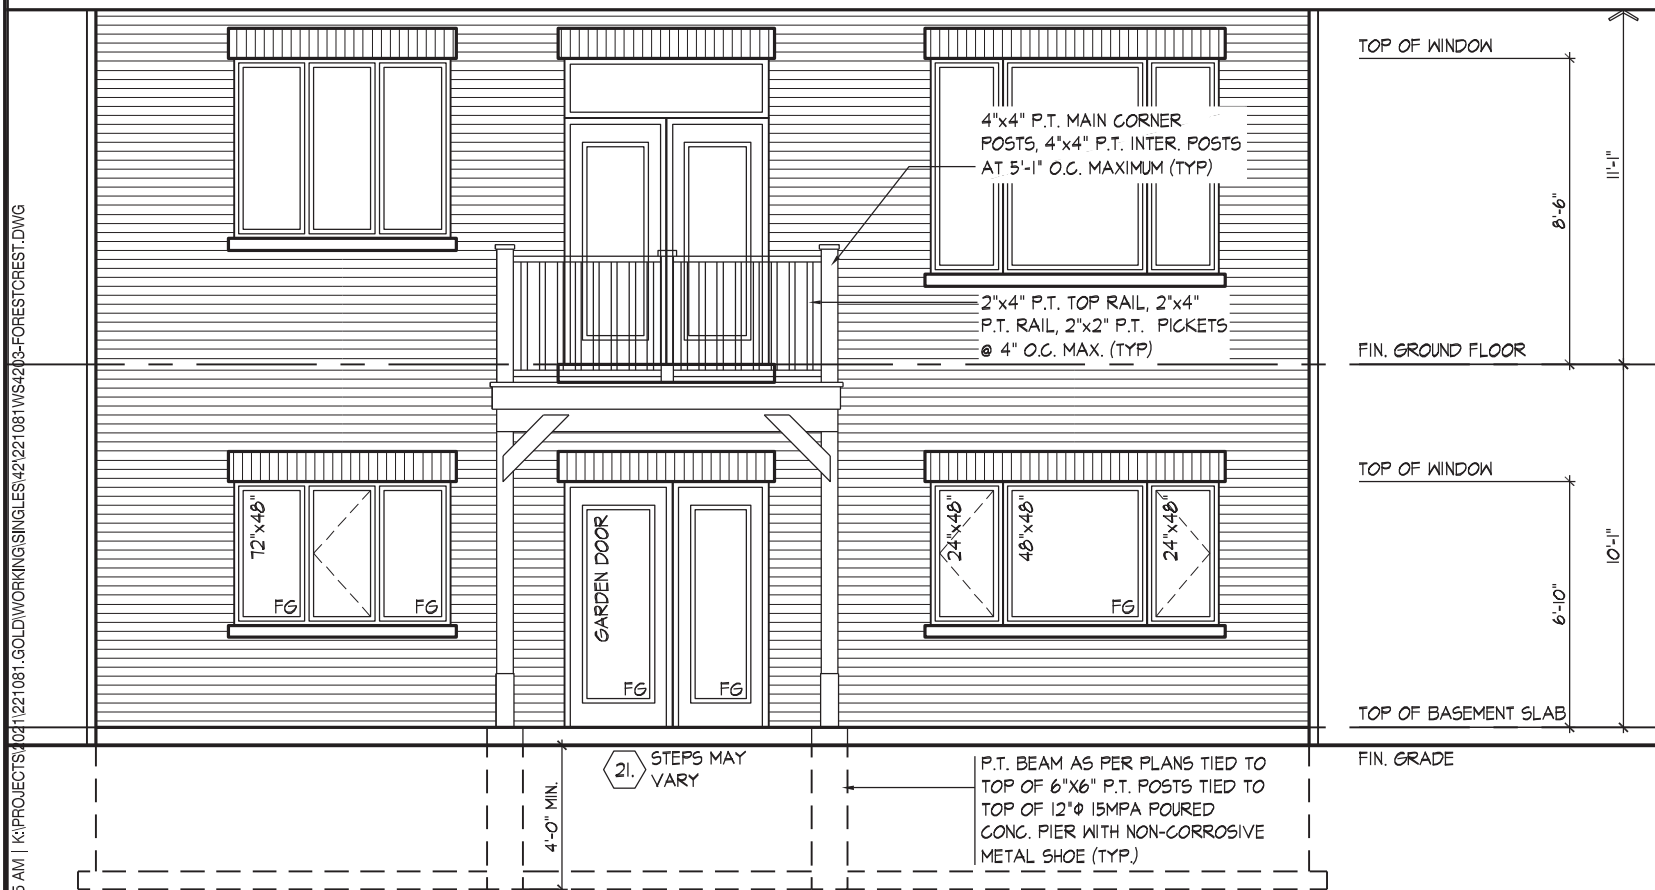 TOP OF WINDOW
4"x4" P.T. MAIN CORNER
POSTS, 4"x4" P.T. INTER. POSTS
AT 5'-1" O.C. MAXIMUM (TYP)
11'-1"
8'-6"
2"x4" P.T. TOP RAIL, 2"x4"
P.T. RAIL, 2"x2" P.T. PICKETS
@ 4" O.C. MAX. (TYP)
FIN. GROUND FLOOR
TOP OF WINDOW
72"x48"
FG
FG
GARDEN DOOR
FG
FG
24"x48"
48"x48"
24"x48"
FG
10'-1"
6'-10"
TOP OF BASEMENT SLAB
FIN. GRADE
21.
STEPS MAY
VARY
4'-0" MIN.
P.T. BEAM AS PER PLANS TIED TO
TOP OF 6"X6" P.T. POSTS TIED TO
TOP OF 12"Φ 15MPA POURED
CONC. PIER WITH NON-CORROSIVE
METAL SHOE (TYP.)
5 AM | K:\PROJECTS\2021\221081.GOLD\WORKING\SINGLES\42\221081WS4203-FORESTCREST.DWG